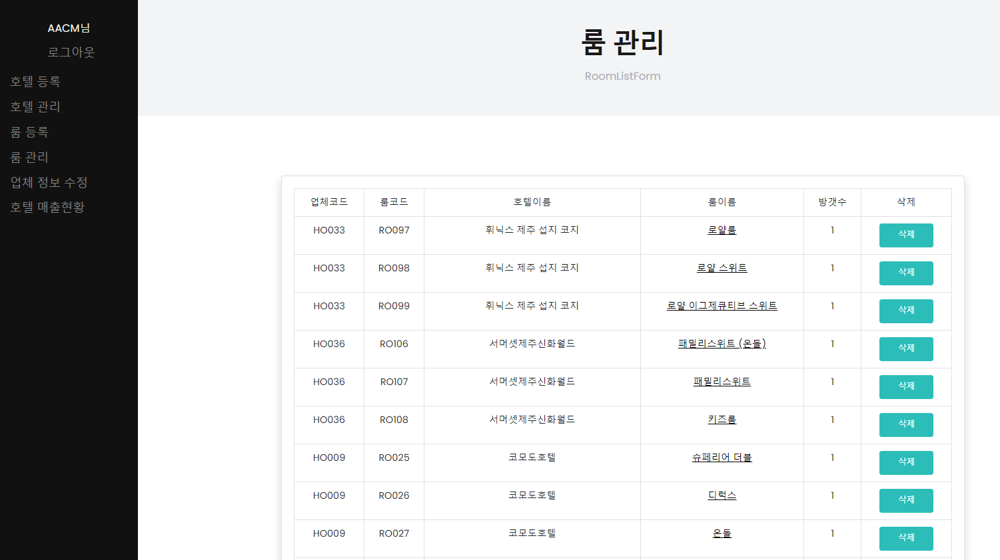 AACM님
로그아웃
호텔 등록
호텔 관리
룸 등록
룸 관리
업체 정보 수정
호텔 매출현황
룸 관리
RoomListForm
업체코드 룸코드 호텔이름 룸이름 방갯수 삭제
HO033 RO097 휘닉스 제주 섭지 코지 로얄룸 1 삭제
HO033 RO098 휘닉스 제주 섭지 코지 로얄 스위트 1 삭제
HO033 RO099 휘닉스 제주 섭지 코지 로얄 이그제큐티브 스위트 1 삭제
HO036 RO106 서머셋제주신화월드 패밀리스위트 (온돌) 1 삭제
HO036 RO107 서머셋제주신화월드 패밀리스위트 1 삭제
HO036 RO108 서머셋제주신화월드 키즈룸 1 삭제
HO009 RO025 코모도호텔 슈페리어 더블 1 삭제
HO009 RO026 코모도호텔 디럭스 1 삭제
HO009 RO027 코모도호텔 온돌 1 삭제